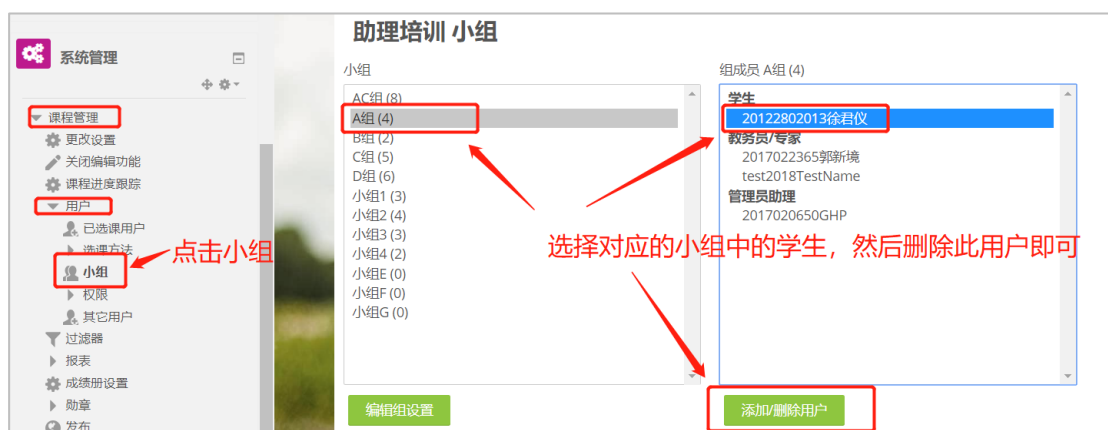 助理培训 小组
系统管理
课程管理
更改设置
关闭编辑功能
课程进度跟踪
用户
已选课用户
选课方法
点击小组
小组
权限
其它用户
过滤器
报表
成绩册设置
勋章
发布
小组
AC组 (8)
A组 (4)
B组 (2)
C组 (5)
D组 (6)
小组1 (3)
小组2 (4)
小组3 (3)
小组4 (2)
小组E (0)
小组F (0)
小组G (0)
编辑组设置
组成员 A组 (4)
学生
20122802013徐君仪
教务员/专家
2017022365郭新境
test2018TestName
管理员助理
2017020650GHP
选择对应的小组中的学生，然后删除此用户即可
添加/删除用户